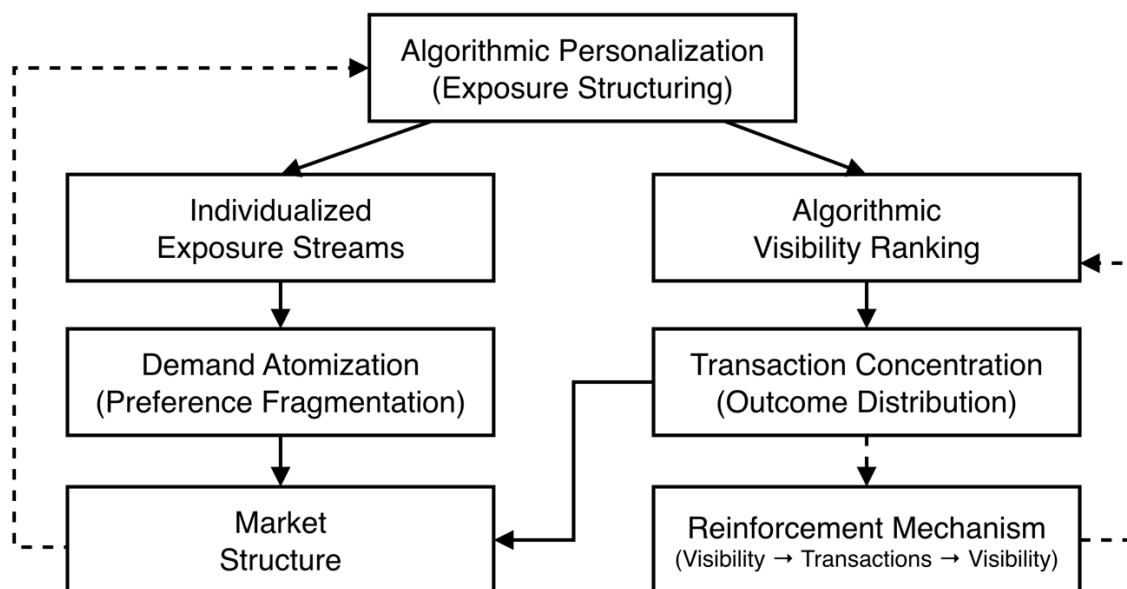 Algorithmic Personalization
(Exposure Structuring)
Individualized
Exposure Streams
Algorithmic
Visibility Ranking
Demand Atomization
(Preference Fragmentation)
Transaction Concentration
(Outcome Distribution)
Market
Structure
Reinforcement Mechanism
(Visibility → Transactions → Visibility)